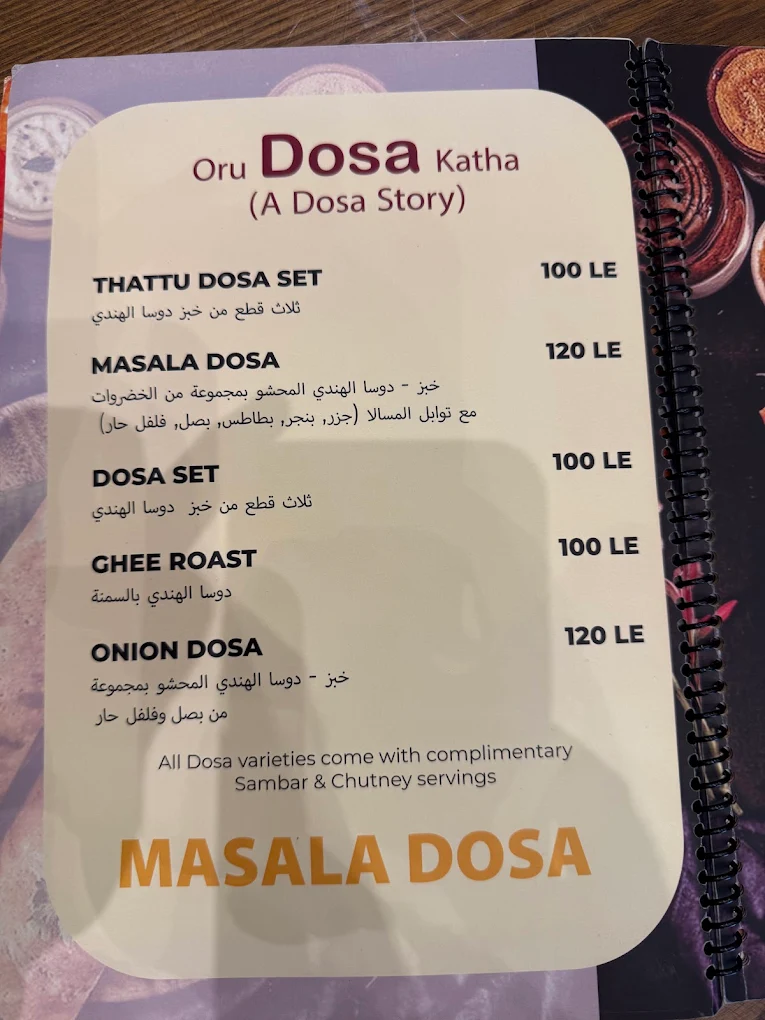 Oru Dosa Katha
(A Dosa Story)
THATTU DOSA SET 100 LE
ثلاث قطع من خبز دوسا الهندي
MASALA DOSA 120 LE
خبز - دوسا الهندي المحشو بمجموعة من الخضروات
مع توابل المسالا (جزر, بنجر, بطاطس, بصل, فلفل حار)
DOSA SET 100 LE
ثلاث قطع من خبز دوسا الهندي
GHEE ROAST 100 LE
دوسا الهندي بالسمنة
ONION DOSA 120 LE
خبز - دوسا الهندي المحشو بمجموعة
من بصل وفلفل حار
All Dosa varieties come with complimentary
Sambar & Chutney servings
MASALA DOSA